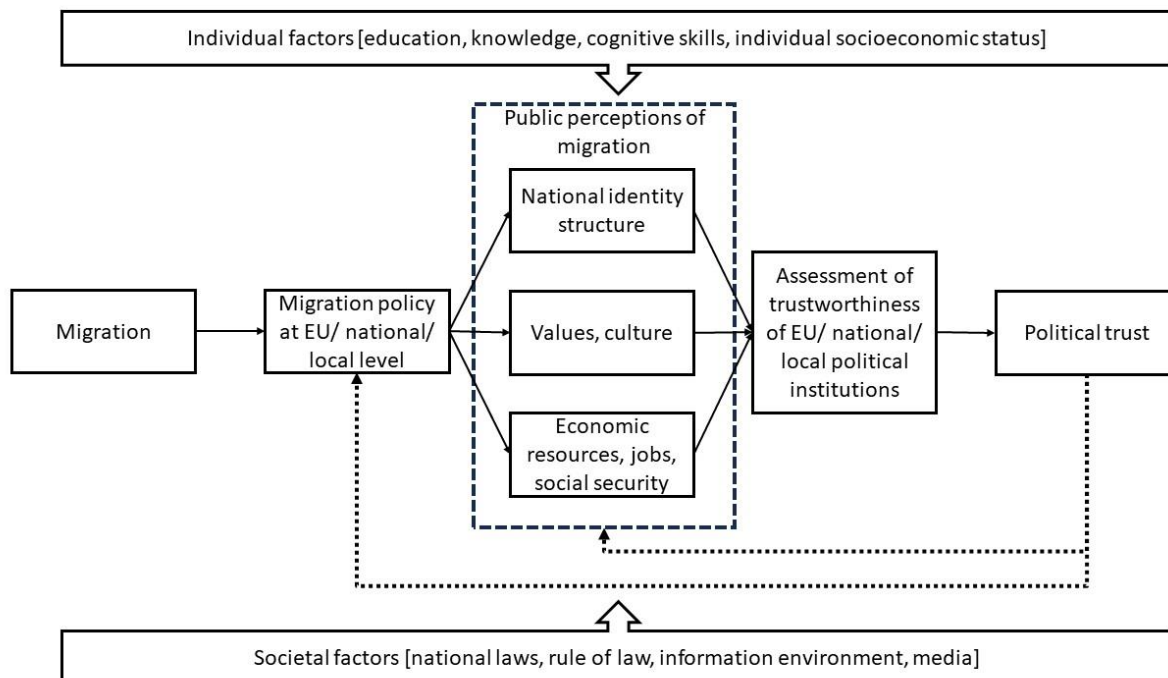 Individual factors [education, knowledge, cognitive skills, individual socioeconomic status]
Public perceptions of
migration
National identity
structure
Migration
Migration policy
at EU/ national/
local level
Values, culture
Assessment of
trustworthiness
of EU/ national/
local political
institutions
Political trust
Economic
resources, jobs,
social security
Societal factors [national laws, rule of law, information environment, media]